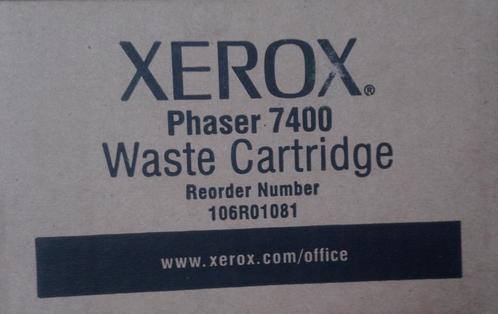 XEROX®
Phaser 7400
Waste Cartridge
Reorder Number
106R01081
www.xerox.com/office